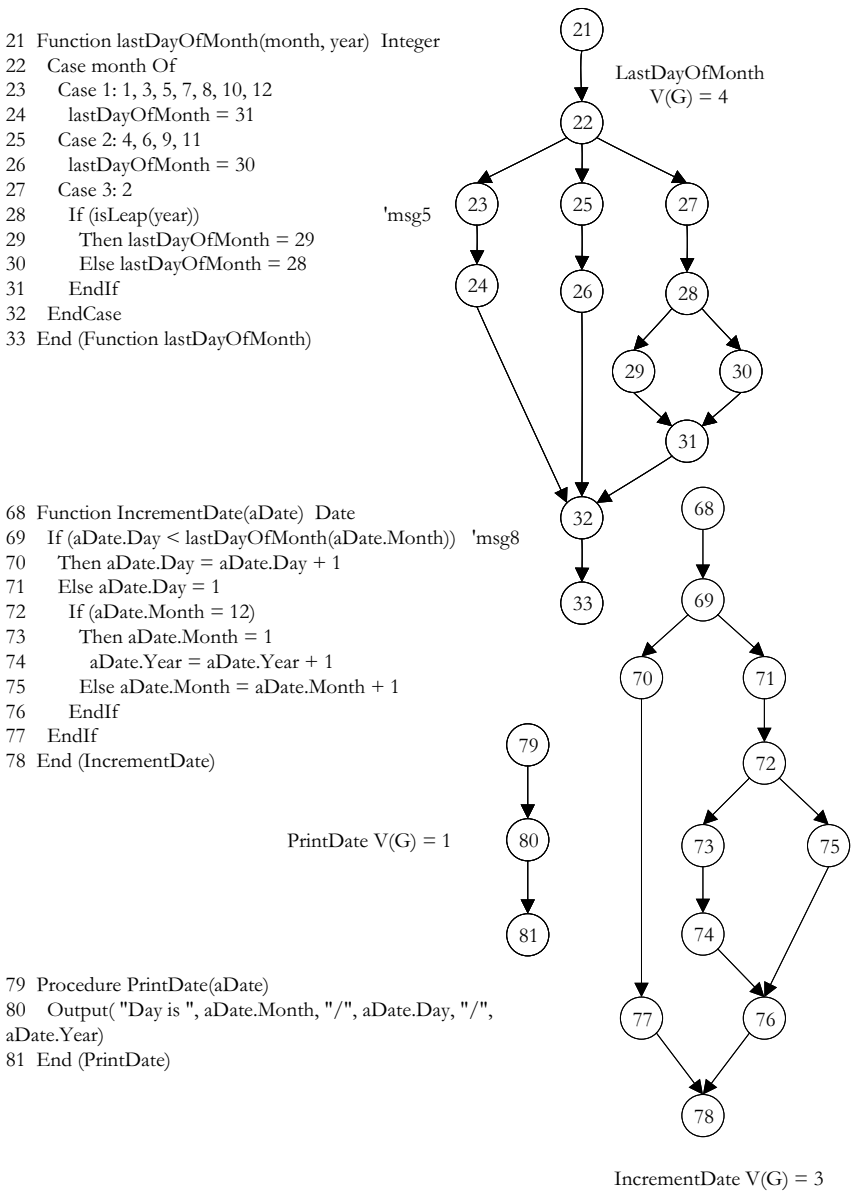 21 Function lastDayOfMonth(month, year) Integer
22 Case month Of
23 Case 1: 1, 3, 5, 7, 8, 10, 12
24 lastDayOfMonth = 31
25 Case 2: 4, 6, 9, 11
26 lastDayOfMonth = 30
27 Case 3: 2
28 If (isLeap(year)) 'msg5
29 Then lastDayOfMonth = 29
30 Else lastDayOfMonth = 28
31 EndIf
32 EndCase
33 End (Function lastDayOfMonth)
21
LastDayOfMonth
V(G) = 4
22
23 25 27
24 26 28
29 30
31
32
33
68 Function IncrementDate(aDate) Date
69 If (aDate.Day < lastDayOfMonth(aDate.Month)) 'msg8
70 Then aDate.Day = aDate.Day + 1
71 Else aDate.Day = 1
72 If (aDate.Month = 12)
73 Then aDate.Month = 1
74 aDate.Year = aDate.Year + 1
75 Else aDate.Month = aDate.Month + 1
76 EndIf
77 EndIf
78 End (IncrementDate)
68
69
70 71
72
73 75
74
77 76
78
IncrementDate V(G) = 3
79
PrintDate V(G) = 1
80
81
79 Procedure PrintDate(aDate)
80 Output( "Day is ", aDate.Month, "/", aDate.Day, "/",
aDate.Year)
81 End (PrintDate)